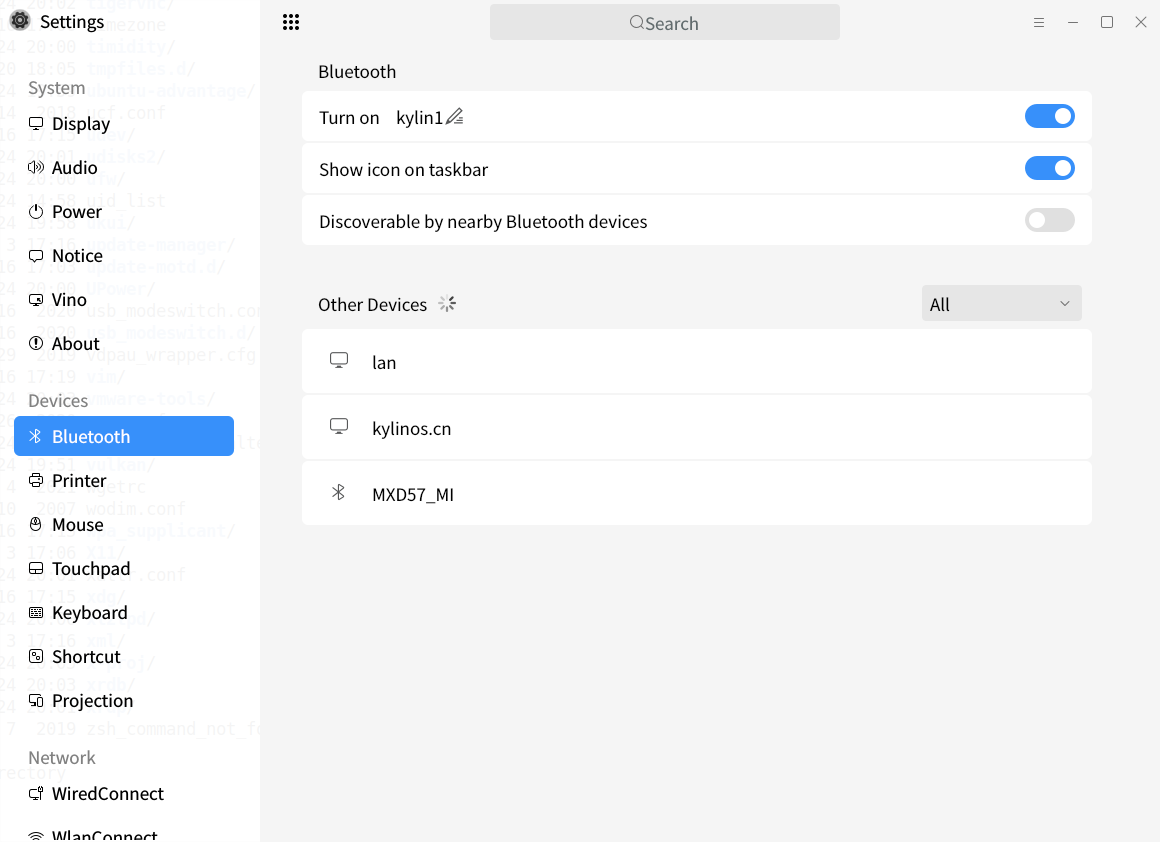 Settings
Search
System
Display
Audio
Power
Notice
Vino
About
Devices
Bluetooth
Printer
Mouse
Touchpad
Keyboard
Shortcut
Projection
Network
WiredConnect
WlanConnect
Bluetooth
Turn on kylin1
Show icon on taskbar
Discoverable by nearby Bluetooth devices
Other Devices
All
lan
kylinos.cn
MXD57_MI